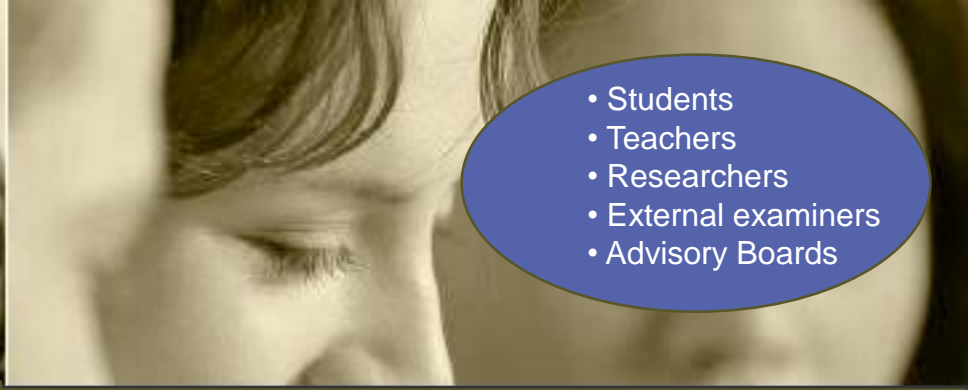 • Students
• Teachers
• Researchers
• External examiners
• Advisory Boards